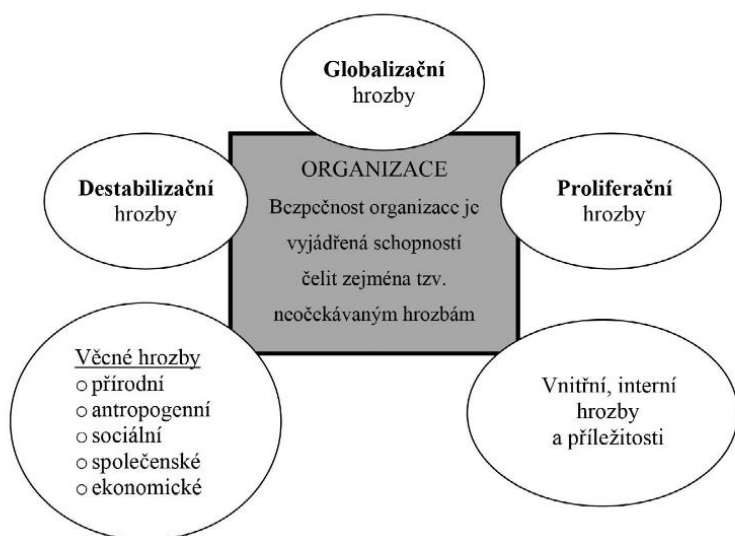 Globalizační
hrozby
Destabilizační
hrozby
ORGANIZACE
Bezpečnost organizace je
vyjádřená schopností
čelit zejména tzv.
neočekávaným hrozbám
Proliferační
hrozby
Věcné hrozby
○ přírodní
○ antropogenní
○ sociální
○ společenské
○ ekonomické
Vnitřní, interní
hrozby
a příležitosti